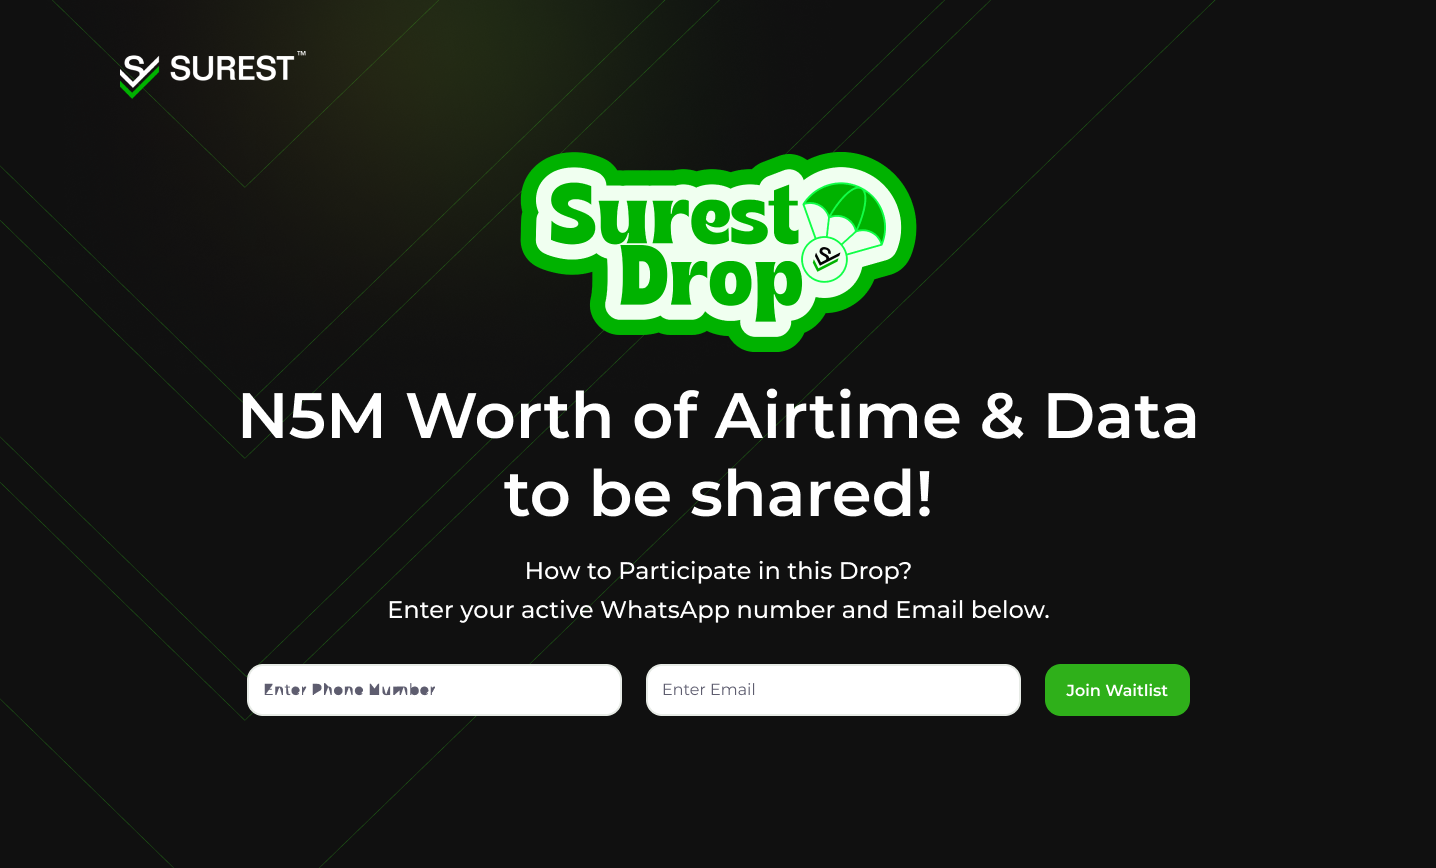 SUREST™
Surest
Drop
N5M Worth of Airtime & Data
to be shared!
How to Participate in this Drop?
Enter your active WhatsApp number and Email below.
Enter Phone Number
Enter Email
Join Waitlist